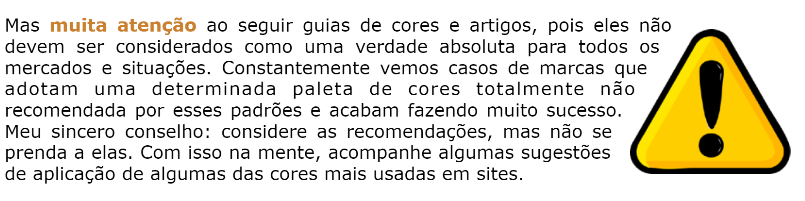 Mas muita atenção ao seguir guias de cores e artigos, pois eles não
devem ser considerados como uma verdade absoluta para todos os
mercados e situações. Constantemente vemos casos de marcas que
adotam uma determinada paleta de cores totalmente não
recomendada por esses padrões e acabam fazendo muito sucesso.
Meu sincero conselho: considere as recomendações, mas não se
prenda a elas. Com isso na mente, acompanhe algumas sugestões
de aplicação de algumas das cores mais usadas em sites.